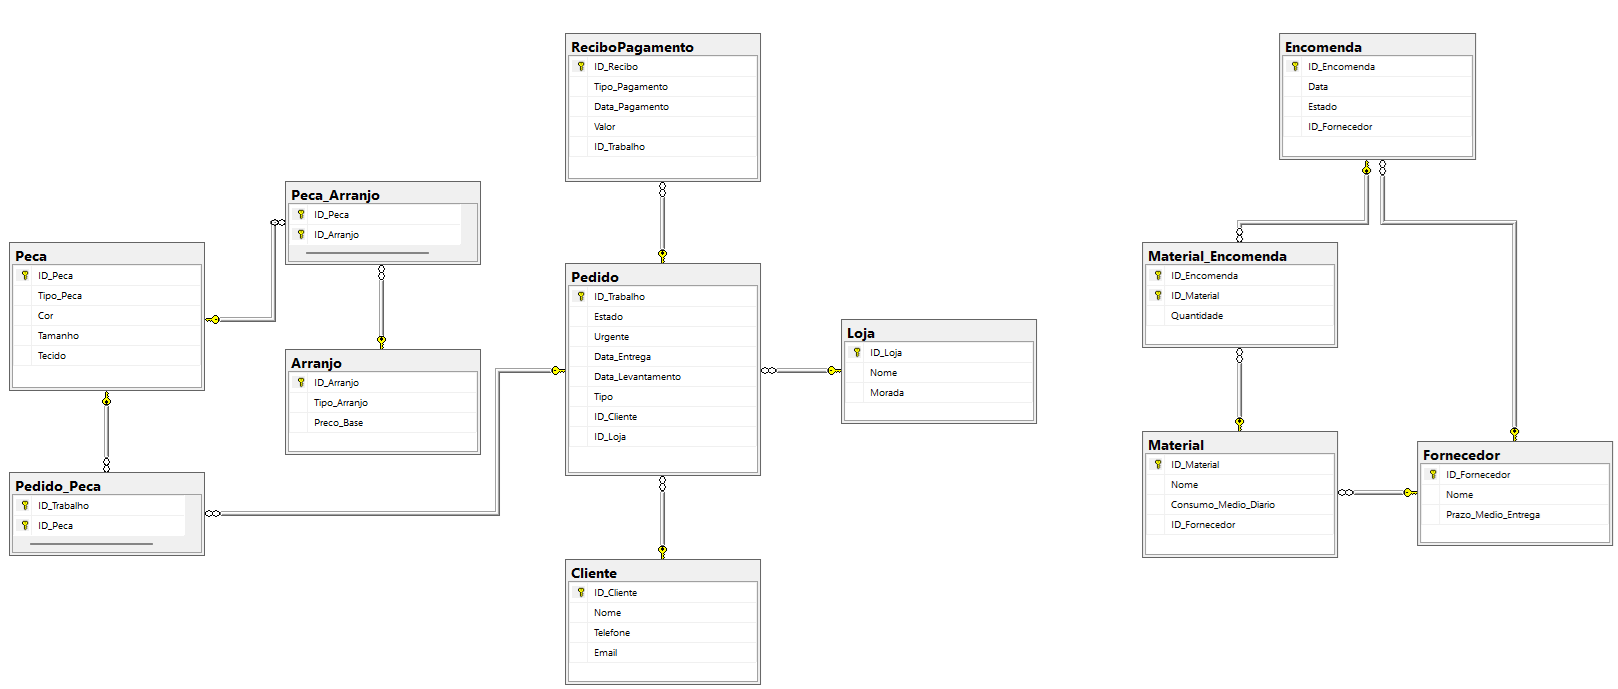 ReciboPagamento
ID_Recibo
Tipo_Pagamento
Data_Pagamento
Valor
ID_Trabalho
Encomenda
ID_Encomenda
Data
Estado
ID_Fornecedor
Peca_Arranjo
ID_Peca
ID_Arranjo
Peca
ID_Peca
Tipo_Peca
Cor
Tamanho
Tecido
Pedido
ID_Trabalho
Estado
Urgente
Data_Entrega
Data_Levantamento
Tipo
ID_Cliente
ID_Loja
Material_Encomenda
ID_Encomenda
ID_Material
Quantidade
Loja
ID_Loja
Nome
Morada
Arranjo
ID_Arranjo
Tipo_Arranjo
Preco_Base
Material
ID_Material
Nome
Consumo_Medio_Diario
ID_Fornecedor
Fornecedor
ID_Fornecedor
Nome
Prazo_Medio_Entrega
Pedido_Peca
ID_Trabalho
ID_Peca
Cliente
ID_Cliente
Nome
Telefone
Email